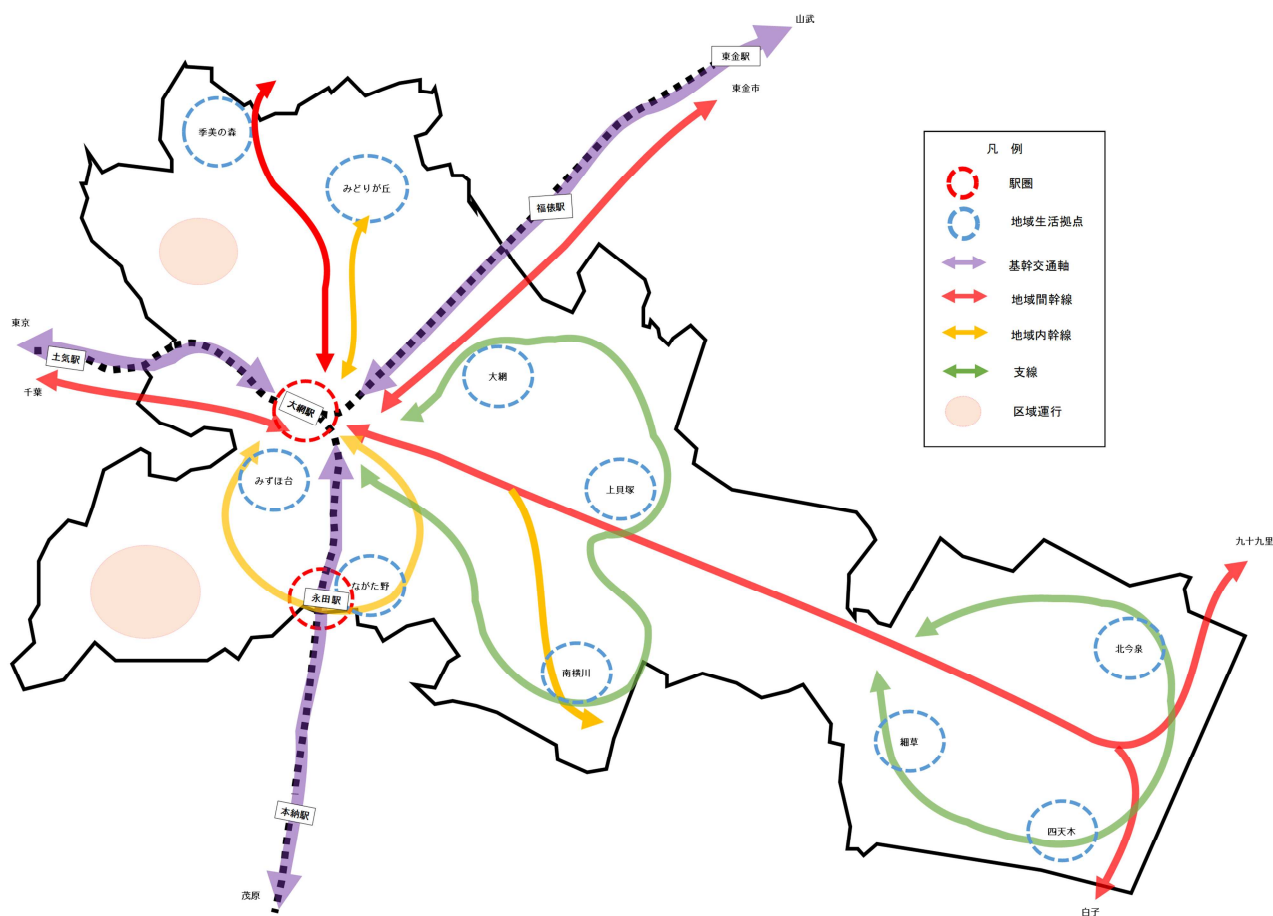 山武
東金駅
東金市
季美の森
みどりが丘
福俵駅
東京
土気駅
千葉
大網駅
大網
みずほ台
上貝塚
ながた野
永田駅
南横川
九十九里
北今泉
細草
四天木
本納駅
茂原
白子
凡 例
駅圏
地域生活拠点
基幹交通軸
地域間幹線
地域内幹線
支線
区域運行